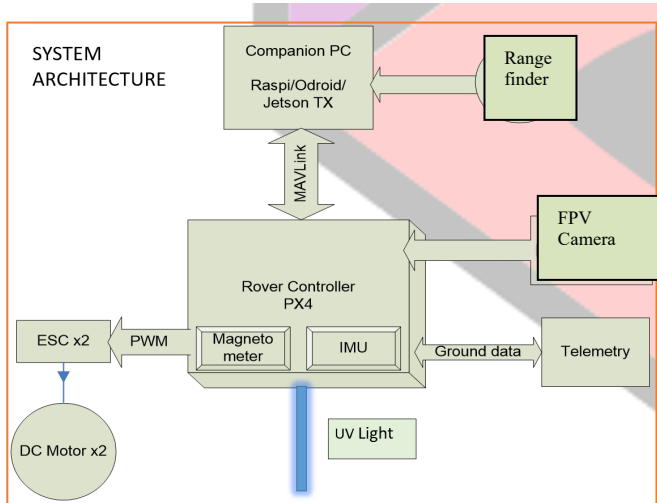 SYSTEM
ARCHITECTURE
Companion PC
Raspi/Odroid/
Jetson TX
Range
finder
MAVLink
FPV
Camera
Rover Controller
PX4
Magneto
meter
IMU
ESC x2
PWM
Ground data
Telemetry
DC Motor x2
UV Light